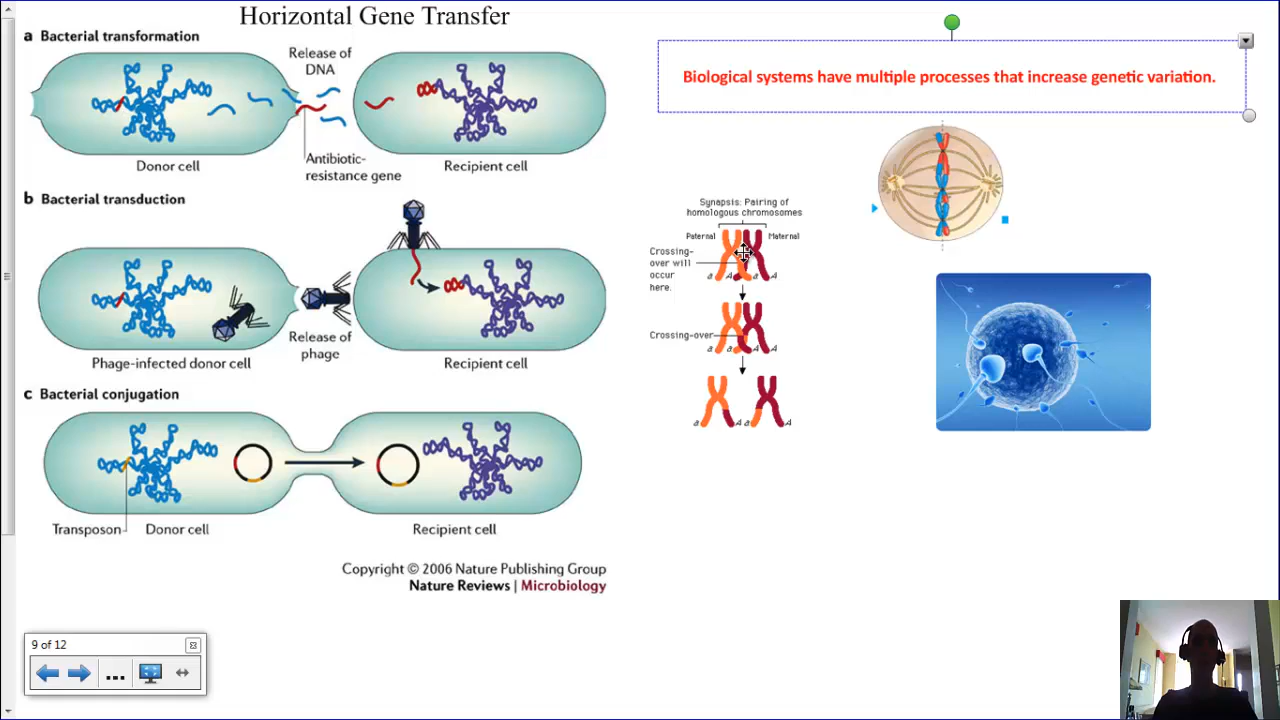 Horizontal Gene Transfer
a Bacterial transformation
Release of
DNA
Antibiotic-
resistance gene
Donor cell
Recipient cell
b Bacterial transduction
Release of
phage
Phage-infected donor cell
Recipient cell
c Bacterial conjugation
Transposon
Donor cell
Recipient cell
Copyright © 2006 Nature Publishing Group
Nature Reviews | Microbiology
Biological systems have multiple processes that increase genetic variation.
Synapsis: Pairing of
homologous chromosomes
Paternal
Maternal
Crossing-
over will
occur
here.
a A a A
Crossing-over
a A a A
a A a A
9 of 12
...